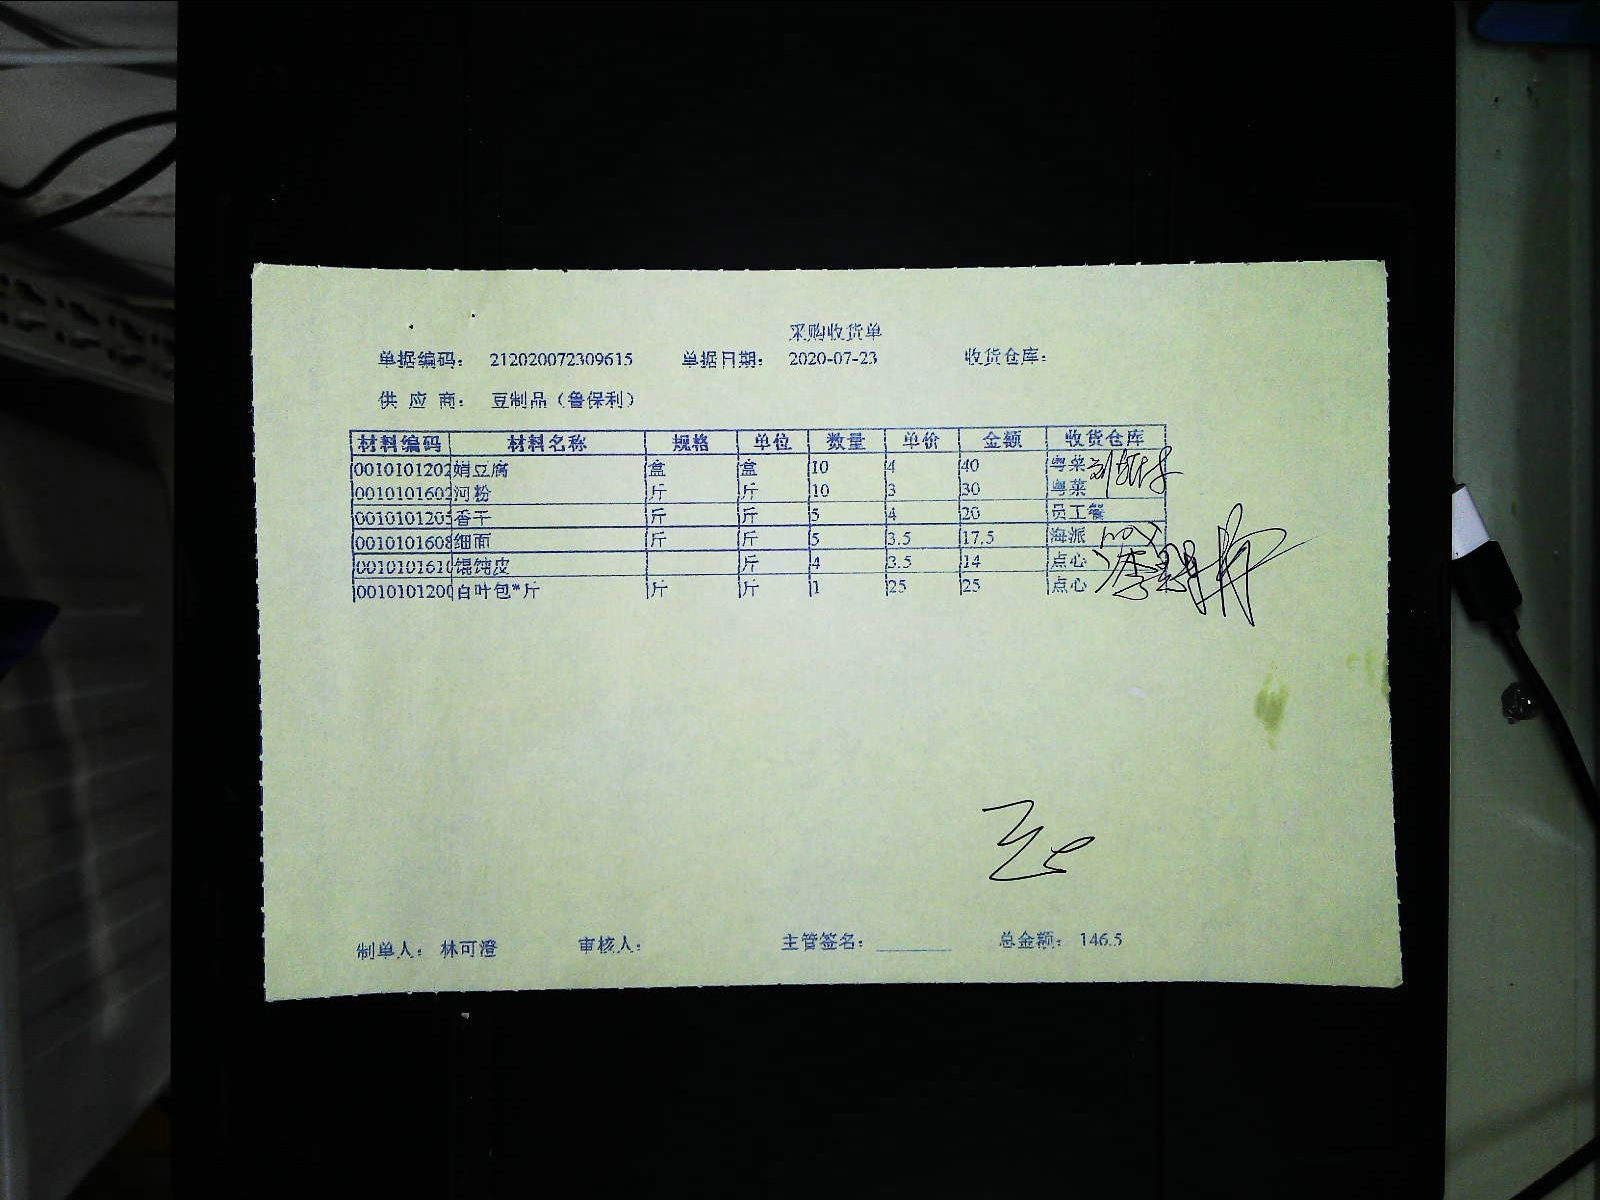 采购收货单
单据编码： 212020072309615 单据日期： 2020-07-23 收货仓库：
供应商： 豆制品（鲁保利）
材料编码 材料名称 规格 单位 数量 单价 金额 收货仓库
0010101202 娟豆腐 盒 盒 10 4 40 粤菜
0010101602 河粉 斤 斤 10 3 30 粤菜
0010101205 香干 斤 斤 5 4 20 员工餐
0010101608 细面 斤 斤 5 3.5 17.5 海派
0010101610 馄饨皮 斤 4 3.5 14 点心
0010101200 百叶包*斤 斤 斤 1 25 25 点心
制单人： 林可澄 审核人： 主管签名： 总金额： 146.5